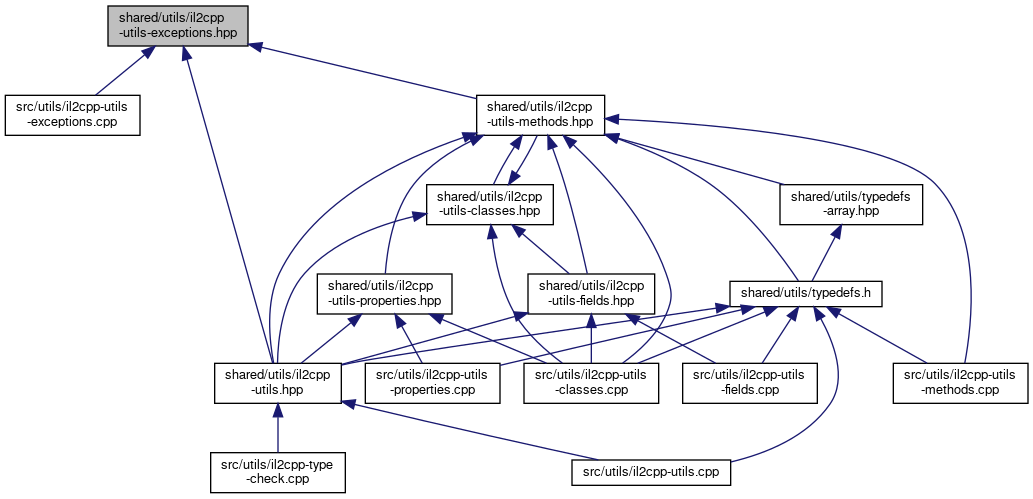 shared/utils/il2cpp
-utils-exceptions.hpp
src/utils/il2cpp-utils
-exceptions.cpp
shared/utils/il2cpp
-utils-methods.hpp
shared/utils/il2cpp
-utils-classes.hpp
shared/utils/typedefs
-array.hpp
shared/utils/il2cpp
-utils-properties.hpp
shared/utils/il2cpp
-utils-fields.hpp
shared/utils/typedefs.h
shared/utils/il2cpp
-utils.hpp
src/utils/il2cpp-utils
-properties.cpp
src/utils/il2cpp-utils
-classes.cpp
src/utils/il2cpp-utils
-fields.cpp
src/utils/il2cpp-utils
-methods.cpp
src/utils/il2cpp-type
-check.cpp
src/utils/il2cpp-utils.cpp